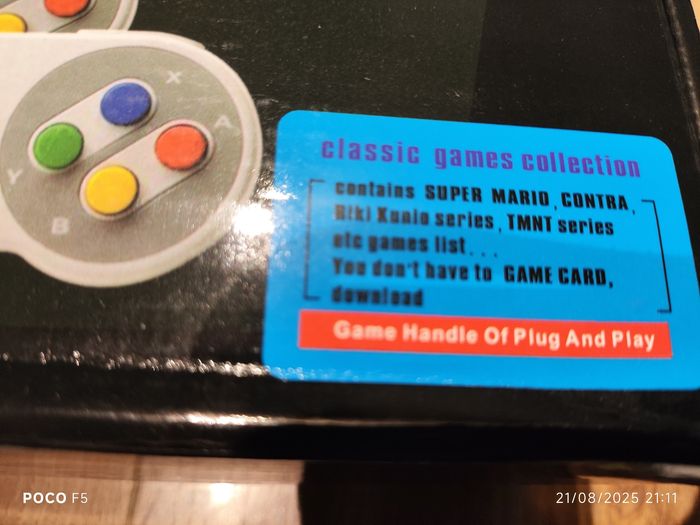 X
A
Y
B
classic games collection
contains SUPER MARIO, CONTRA,
Riki Kunio series, TMNT series
etc games list...
You don't have to GAME CARD,
download
Game Handle Of Plug And Play
POCO F5
21/08/2025 21:11